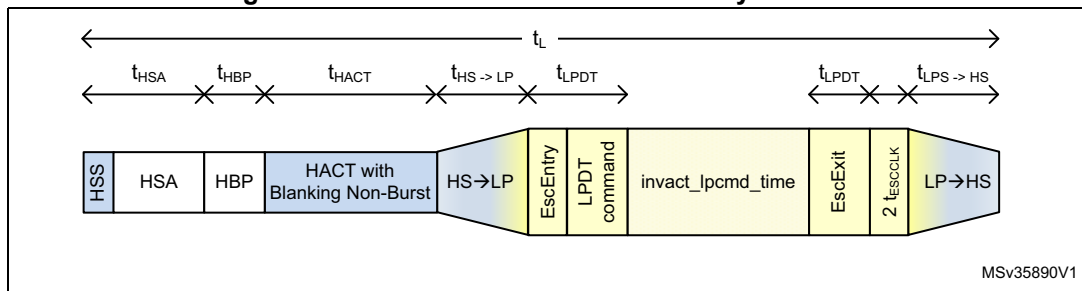 t_L
t_HSA t_HBP t_HACT t_HS -> LP t_LPDT t_LPDT t_LPS -> HS
HSS
HSA
HBP
HACT with
Blanking Non-Burst
HS→LP
EscEntry
LPDT
command
invact_lpcmd_time
EscExit
2 t_ESCCLK
LP→HS
MSv35890V1